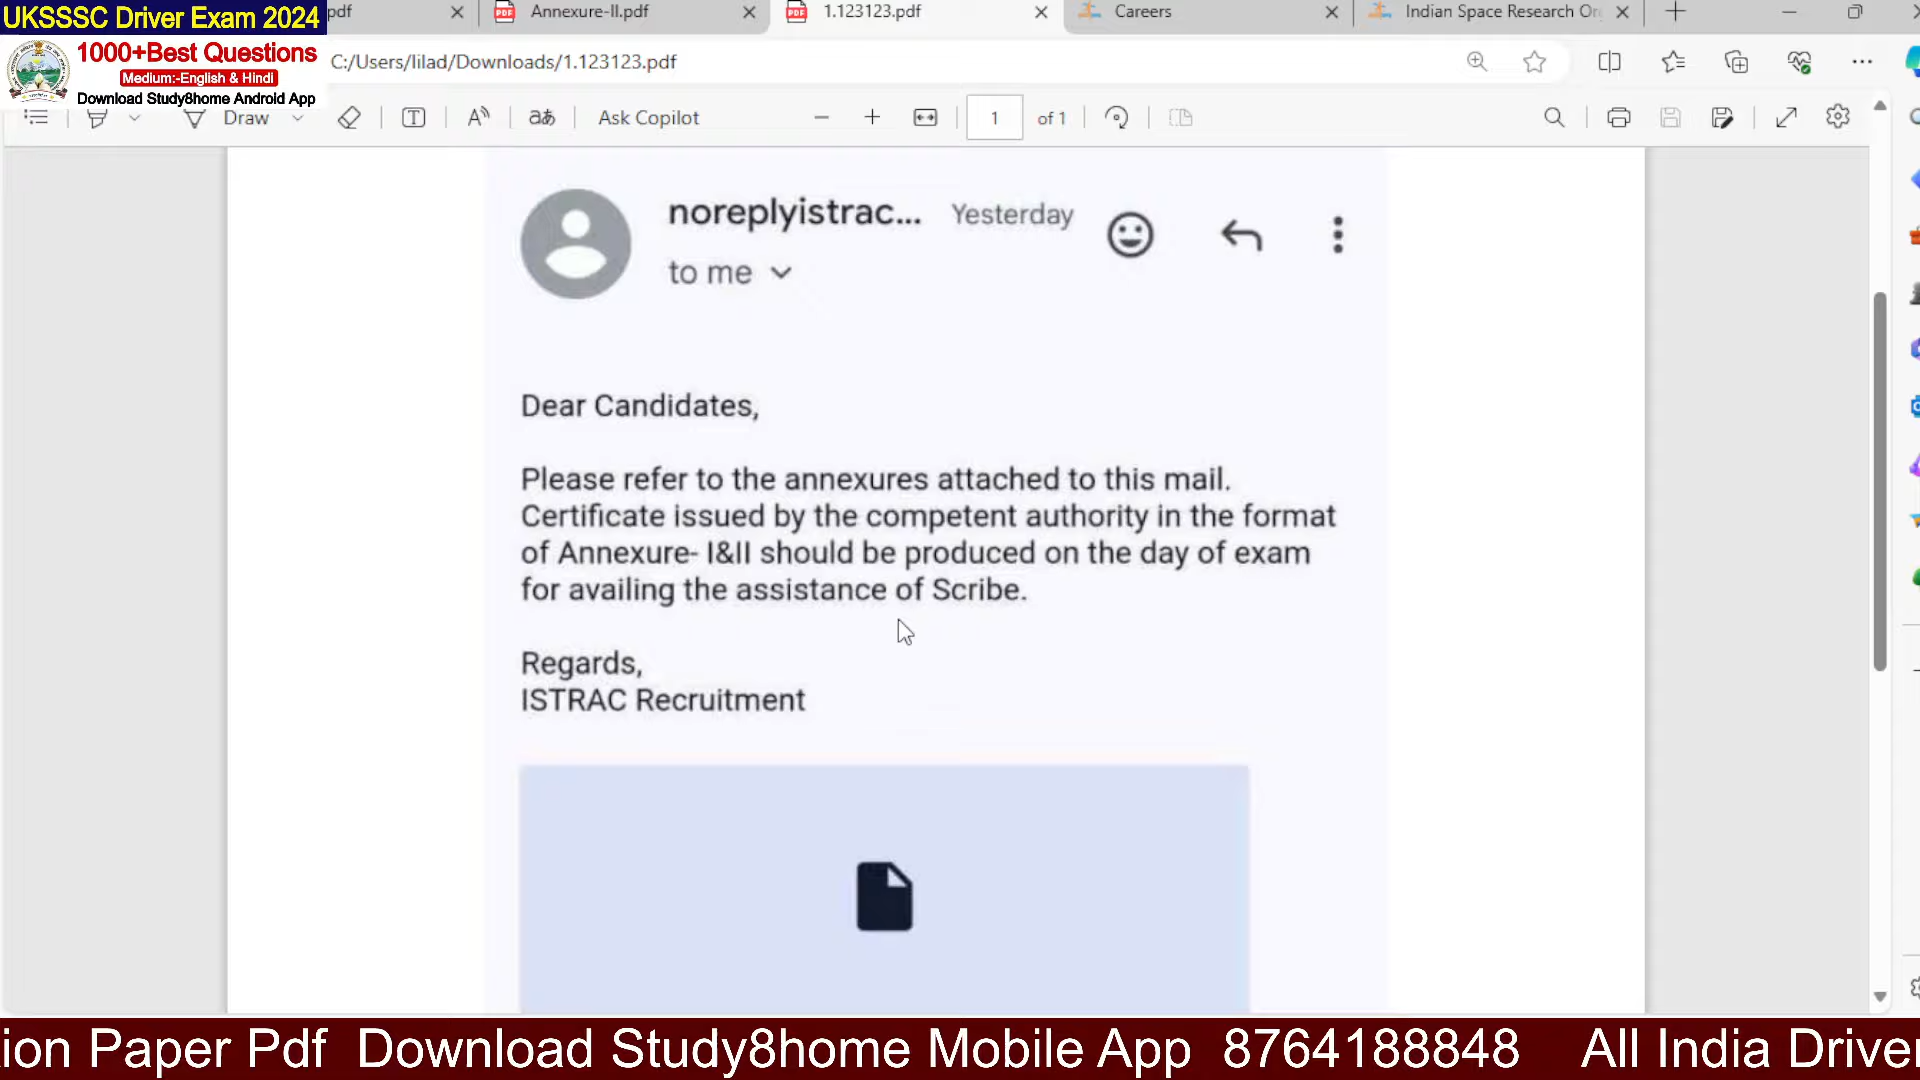 UKSSSC Driver Exam 2024
1000+Best Questions
Medium:-English & Hindi
Download Study8home Android App
pdf
Annexure-II.pdf
1.123123.pdf
Careers
Indian Space Research Or
C:/Users/lilad/Downloads/1.123123.pdf
Draw
Ask Copilot
1
of 1
noreplyistrac...
Yesterday
to me
Dear Candidates,
Please refer to the annexures attached to this mail.
Certificate issued by the competent authority in the format
of Annexure- I&II should be produced on the day of exam
for availing the assistance of Scribe.
Regards,
ISTRAC Recruitment
ion Paper Pdf Download Study8home Mobile App 8764188848 All India Driver